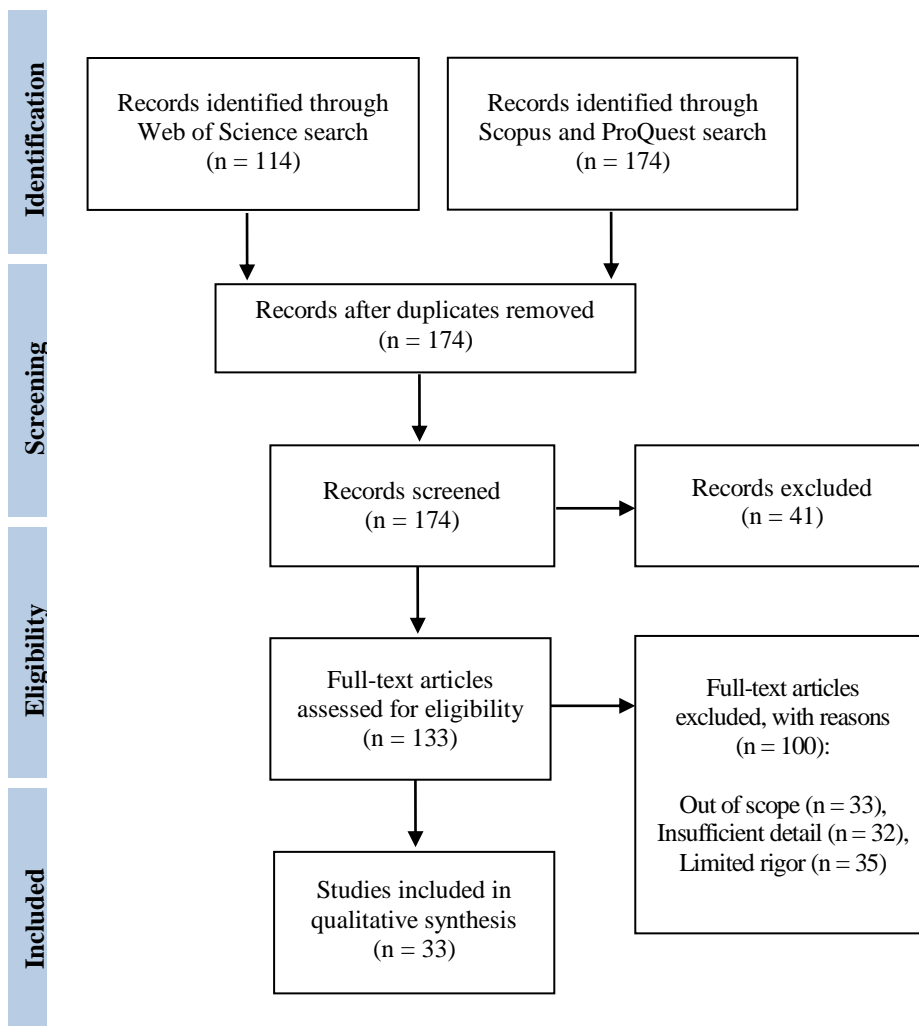 Identification
Records identified through
Web of Science search
(n = 114)
Records identified through
Scopus and ProQuest search
(n = 174)
Screening
Records after duplicates removed
(n = 174)
Records screened
(n = 174)
Records excluded
(n = 41)
Eligibility
Full-text articles
assessed for eligibility
(n = 133)
Full-text articles
excluded, with reasons
(n = 100):
Out of scope (n = 33),
Insufficient detail (n = 32),
Limited rigor (n = 35)
Included
Studies included in
qualitative synthesis
(n = 33)